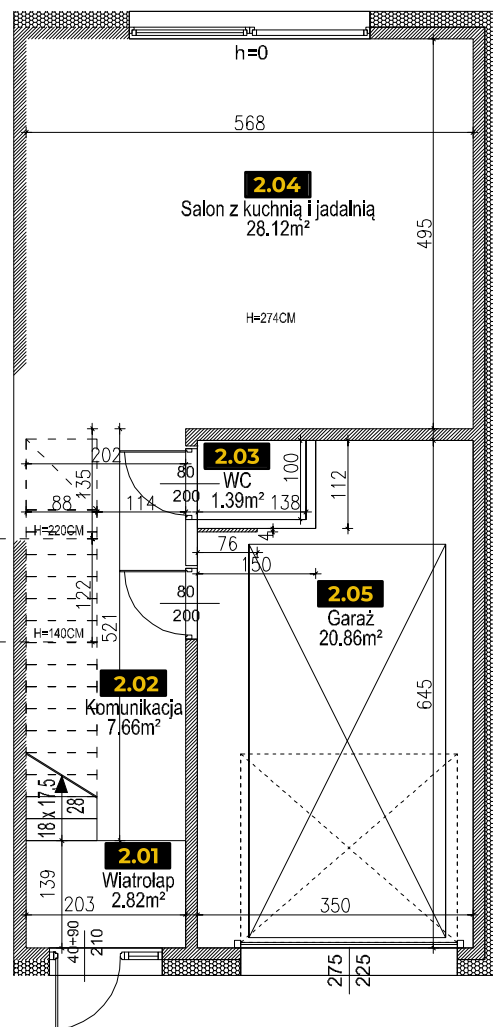 h=0
568
2.04
Salon z kuchnią i jadalnią
28.12m²
495
H=274CM
202
135
88
114
80
200
2.03
WC
1.39m²
100
138
112
H=220CM
76
4
150
122
521
80
200
2.05
Garaż
20.86m²
H=140CM
645
2.02
Komunikacja
7.66m²
18 x 17,5
28
2.01
Wiatrołap
2.82m²
139
203
350
40+90
210
275
225